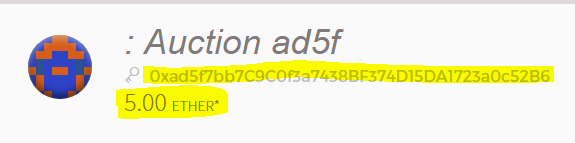 : Auction ad5f
0xad5f7bb7C9C0f3a7438BF374D15DA1723a0c52B6
5.00 ETHER*